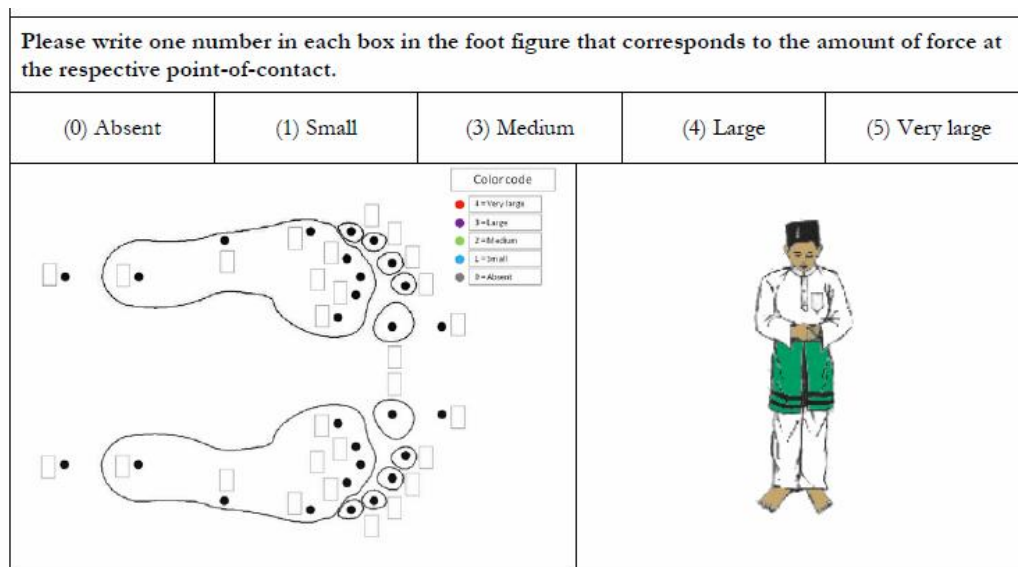 Please write one number in each box in the foot figure that corresponds to the amount of force at
the respective point-of-contact.
(0) Absent (1) Small (3) Medium (4) Large (5) Very large
Color code
4 = Very large
3 = Large
2 = Medium
1 = Small
0 = Absent